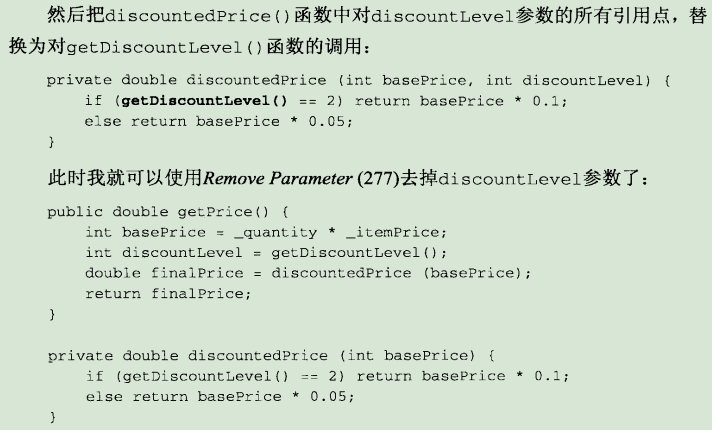 然后把discountedPrice()函数中对discountLevel参数的所有引用点，替
换为对getDiscountLevel()函数的调用：
private double discountedPrice (int basePrice, int discountLevel) {
if (getDiscountLevel() == 2) return basePrice * 0.1;
else return basePrice * 0.05;
}
此时我就可以使用Remove Parameter (277)去掉discountLevel参数了：
public double getPrice() {
int basePrice = _quantity * _itemPrice;
int discountLevel = getDiscountLevel();
double finalPrice = discountedPrice (basePrice);
return finalPrice;
}
private double discountedPrice (int basePrice) {
if (getDiscountLevel() == 2) return basePrice * 0.1;
else return basePrice * 0.05;
}